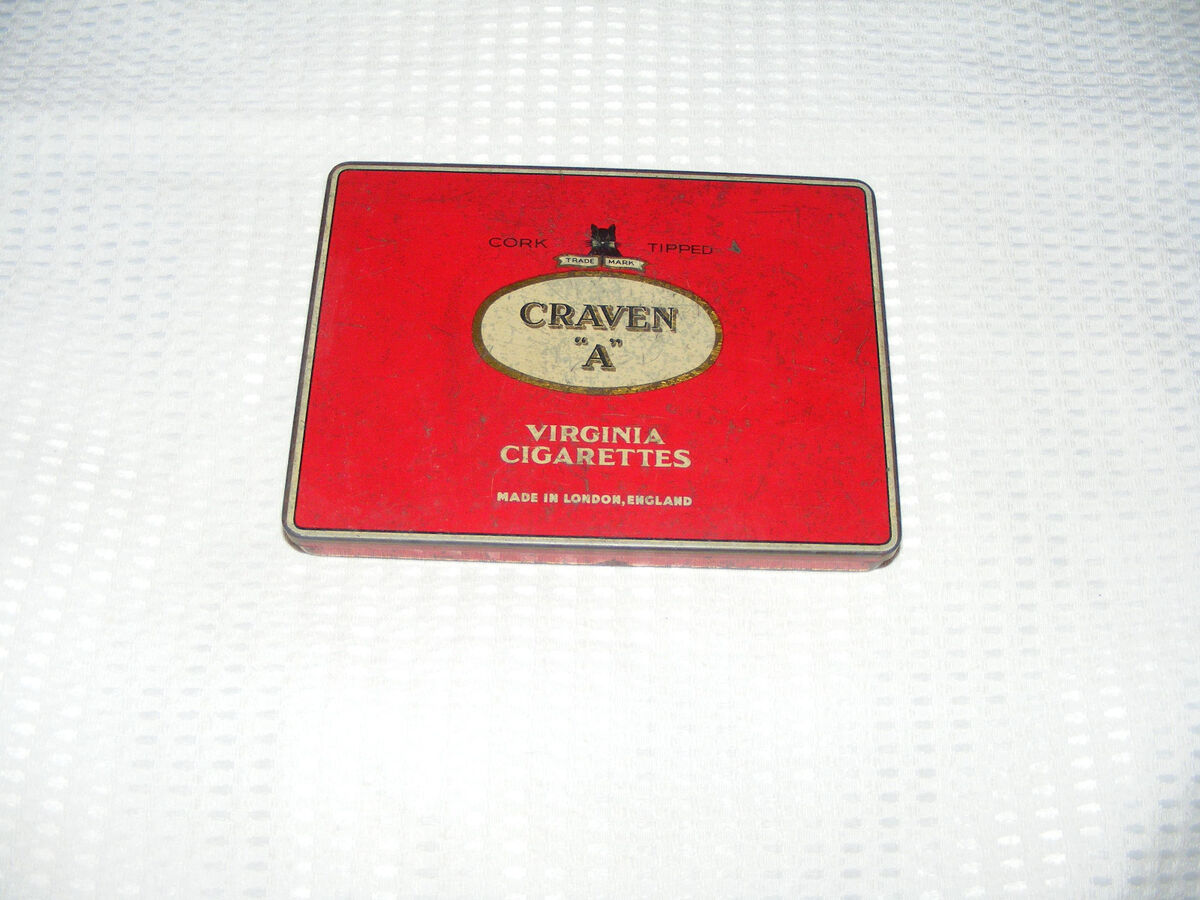 CORK TIPPED
TRADE MARK
CRAVEN
"A"
VIRGINIA
CIGARETTES
MADE IN LONDON, ENGLAND